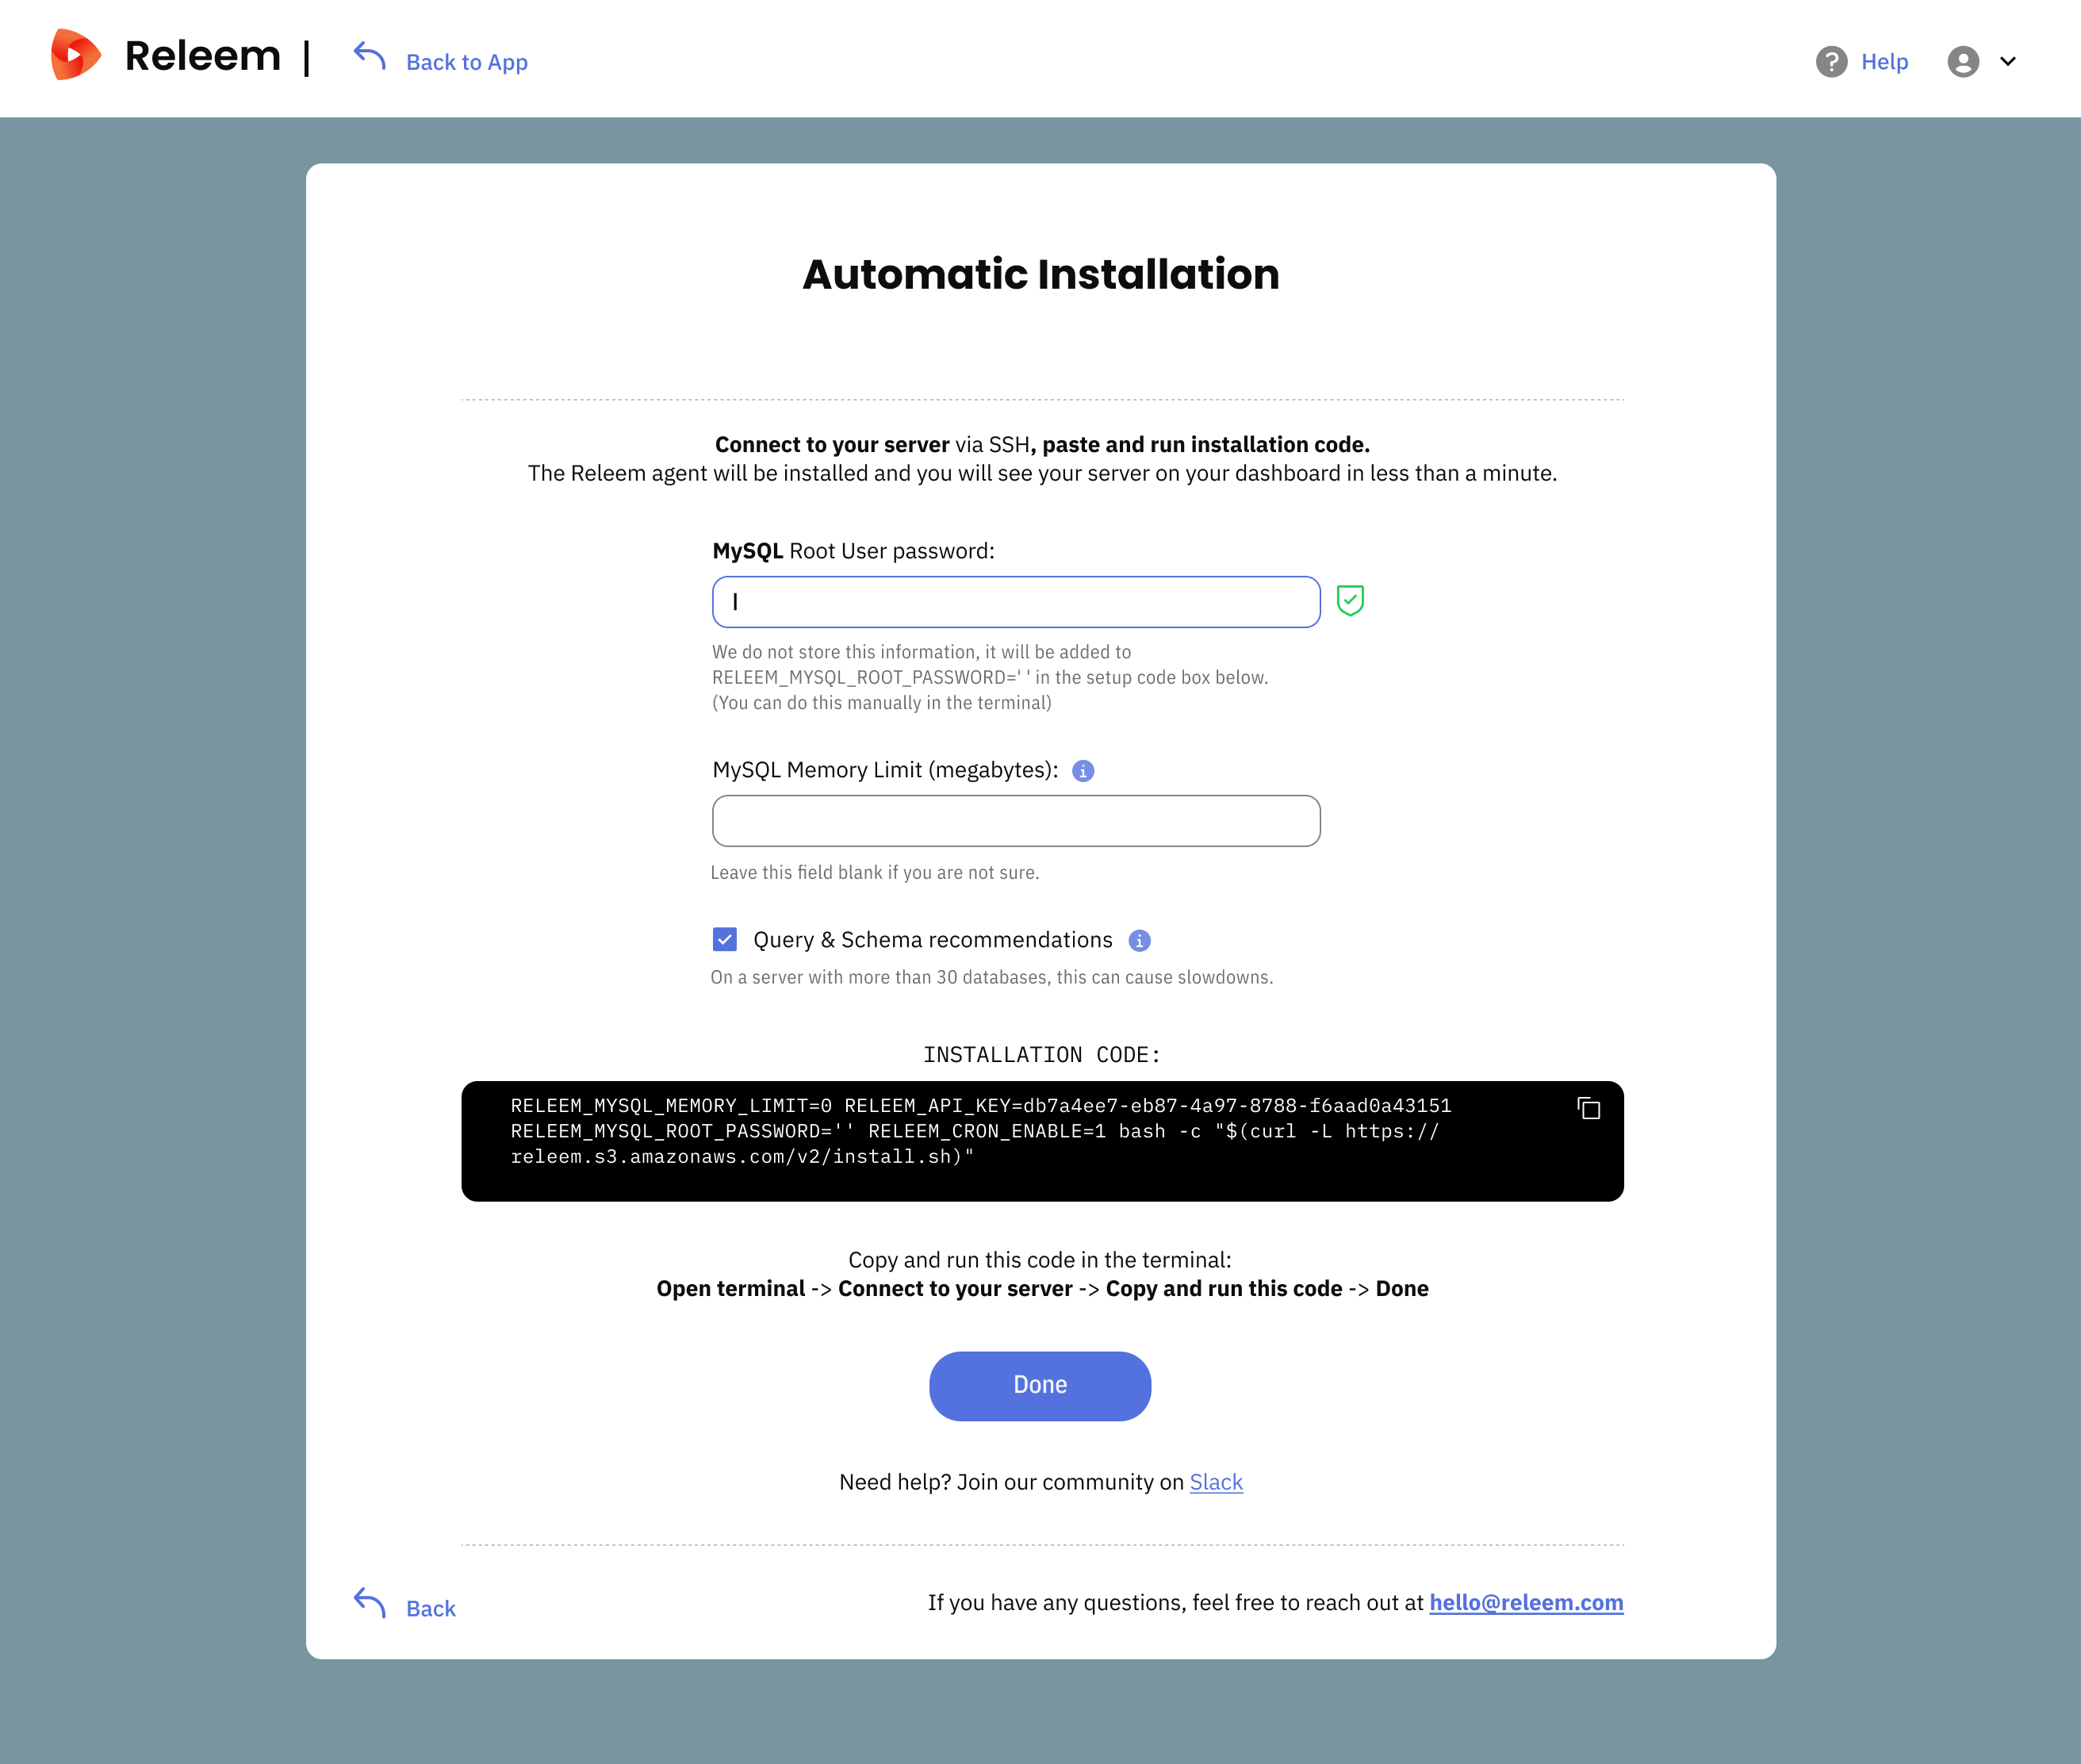 Releem | Back to App
Help
Automatic Installation
Connect to your server via SSH, paste and run installation code.
The Releem agent will be installed and you will see your server on your dashboard in less than a minute.
MySQL Root User password:
We do not store this information, it will be added to
RELEEM_MYSQL_ROOT_PASSWORD=' ' in the setup code box below.
(You can do this manually in the terminal)
MySQL Memory Limit (megabytes):
Leave this field blank if you are not sure.
Query & Schema recommendations
On a server with more than 30 databases, this can cause slowdowns.
INSTALLATION CODE:
RELEEM_MYSQL_MEMORY_LIMIT=0 RELEEM_API_KEY=db7a4ee7-eb87-4a97-8788-f6aad0a43151
RELEEM_MYSQL_ROOT_PASSWORD='' RELEEM_CRON_ENABLE=1 bash -c "$(curl -L https://
releem.s3.amazonaws.com/v2/install.sh)"
Copy and run this code in the terminal:
Open terminal -> Connect to your server -> Copy and run this code -> Done
Done
Need help? Join our community on Slack
Back
If you have any questions, feel free to reach out at hello@releem.com